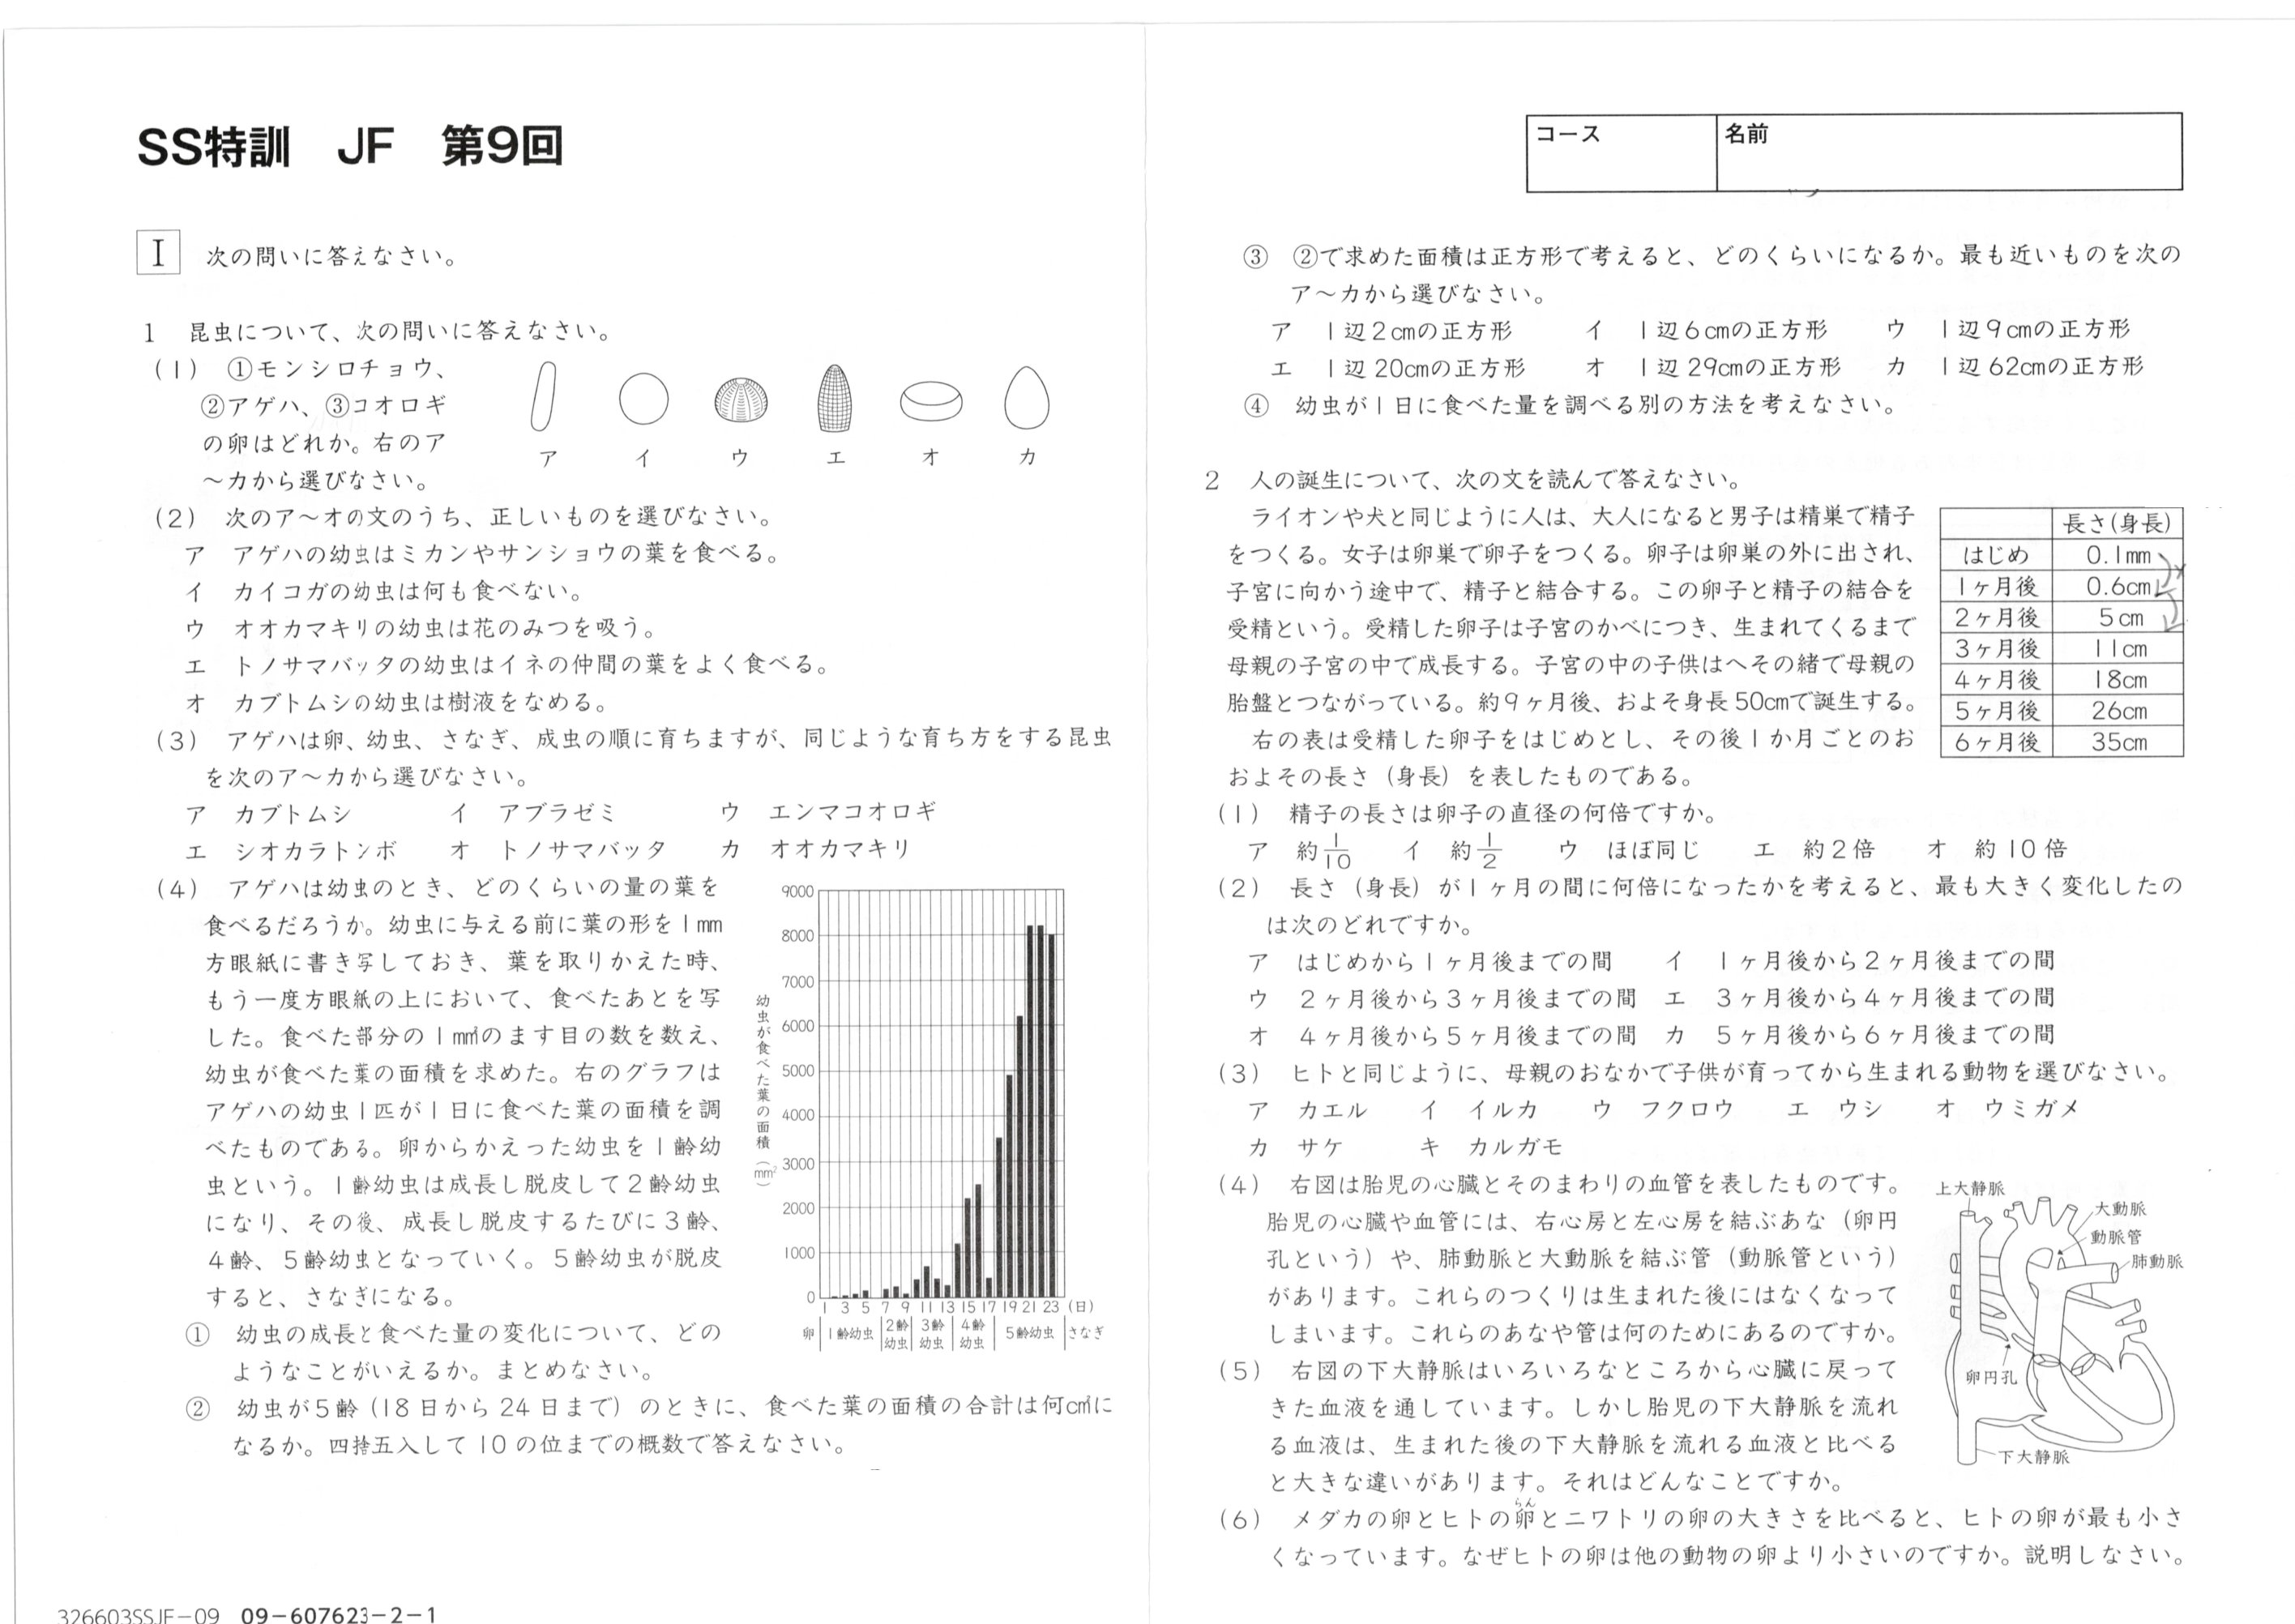 SS特訓　JF　第9回
コース　名前
Ⅰ　次の問いに答えなさい。
1　昆虫について、次の問いに答えなさい。
(1)　①モンシロチョウ、
②アゲハ、③コオロギ
の卵はどれか。右のア
～カから選びなさい。
ア　イ　ウ　エ　オ　カ
(2)　次のア～オの文のうち、正しいものを選びなさい。
ア　アゲハの幼虫はミカンやサンショウの葉を食べる。
イ　カイコガの幼虫は何も食べない。
ウ　オオカマキリの幼虫は花のみつを吸う。
エ　トノサマバッタの幼虫はイネの仲間の葉をよく食べる。
オ　カブトムシの幼虫は樹液をなめる。
(3)　アゲハは卵、幼虫、さなぎ、成虫の順に育ちますが、同じような育ち方をする昆虫
を次のア～カから選びなさい。
ア　カブトムシ　イ　アブラゼミ　ウ　エンマコオロギ
エ　シオカラトンボ　オ　トノサマバッタ　カ　オオカマキリ
(4)　アゲハは幼虫のとき、どのくらいの量の葉を
食べるだろうか。幼虫に与える前に葉の形を1mm
方眼紙に書き写しておき、葉を取りかえた時、
もう一度方眼紙の上において、食べたあとを写
した。食べた部分の1mm²のます目の数を数え、
幼虫が食べた葉の面積を求めた。右のグラフは
アゲハの幼虫1匹が1日に食べた葉の面積を調
べたものである。卵からかえった幼虫を1齢幼
虫という。1齢幼虫は成長し脱皮して2齢幼虫
になり、その後、成長し脱皮するたびに3齢、
4齢、5齢幼虫となっていく。5齢幼虫が脱皮
すると、さなぎになる。
幼虫が食べた葉の面積(mm²)
9000
8000
7000
6000
5000
4000
3000
2000
1000
0
1 3 5 7 9 11 13 15 17 19 21 23 (日)
卵　1齢幼虫　2齢幼虫　3齢幼虫　4齢幼虫　5齢幼虫　さなぎ
①　幼虫の成長と食べた量の変化について、どの
ようなことがいえるか。まとめなさい。
②　幼虫が5齢(18日から24日まで)のときに、食べた葉の面積の合計は何cm²に
なるか。四捨五入して10の位までの概数で答えなさい。
326603SSJF-09　09-607623-2-1
③　②で求めた面積は正方形で考えると、どのくらいになるか。最も近いものを次の
ア～カから選びなさい。
ア　1辺2cmの正方形　イ　1辺6cmの正方形　ウ　1辺9cmの正方形
エ　1辺20cmの正方形　オ　1辺29cmの正方形　カ　1辺62cmの正方形
④　幼虫が1日に食べた量を調べる別の方法を考えなさい。
2　人の誕生について、次の文を読んで答えなさい。
ライオンや犬と同じように人は、大人になると男子は精巣で精子
をつくる。女子は卵巣で卵子をつくる。卵子は卵巣の外に出され、
子宮に向かう途中で、精子と結合する。この卵子と精子の結合を
受精という。受精した卵子は子宮のかべにつき、生まれてくるまで
母親の子宮の中で成長する。子宮の中の子供はへその緒で母親の
胎盤とつながっている。約9ヶ月後、およそ身長50cmで誕生する。
右の表は受精した卵子をはじめとし、その後1か月ごとのお
およその長さ（身長）を表したものである。
長さ(身長)
はじめ　0.1mm
1ヶ月後　0.6cm
2ヶ月後　5cm
3ヶ月後　11cm
4ヶ月後　18cm
5ヶ月後　26cm
6ヶ月後　35cm
(1)　精子の長さは卵子の直径の何倍ですか。
ア　約1/10　イ　約1/2　ウ　ほぼ同じ　エ　約2倍　オ　約10倍
(2)　長さ（身長）が1ヶ月の間に何倍になったかを考えると、最も大きく変化したの
は次のどれですか。
ア　はじめから1ヶ月後までの間　イ　1ヶ月後から2ヶ月後までの間
ウ　2ヶ月後から3ヶ月後までの間　エ　3ヶ月後から4ヶ月後までの間
オ　4ヶ月後から5ヶ月後までの間　カ　5ヶ月後から6ヶ月後までの間
(3)　ヒトと同じように、母親のおなかで子供が育ってから生まれる動物を選びなさい。
ア　カエル　イ　イルカ　ウ　フクロウ　エ　ウシ　オ　ウミガメ
カ　サケ　キ　カルガモ
(4)　右図は胎児の心臓とそのまわりの血管を表したものです。
胎児の心臓や血管には、右心房と左心房を結ぶあな（卵円
孔という）や、肺動脈と大動脈を結ぶ管（動脈管という）
があります。これらのつくりは生まれた後にはなくなって
しまいます。これらのあなや管は何のためにあるのですか。
上大静脈
大動脈
動脈管
肺動脈
卵円孔
下大静脈
(5)　右図の下大静脈はいろいろなところから心臓に戻って
きた血液を通しています。しかし胎児の下大静脈を流れ
る血液は、生まれた後の下大静脈を流れる血液と比べる
と大きな違いがあります。それはどんなことですか。
らん
(6)　メダカの卵とヒトの卵とニワトリの卵の大きさを比べると、ヒトの卵が最も小さ
くなっています。なぜヒトの卵は他の動物の卵より小さいのですか。説明しなさい。